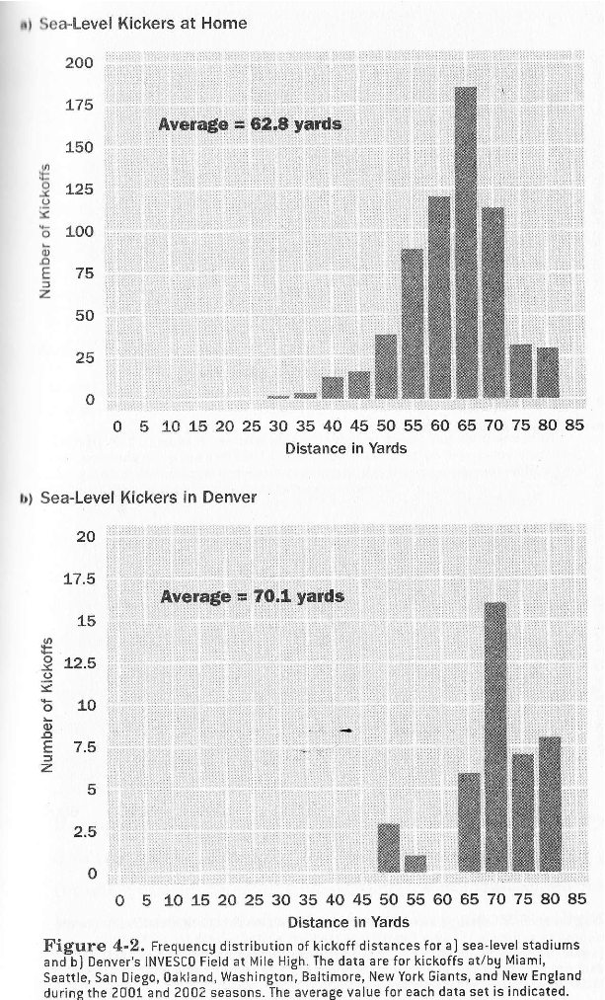 a) Sea-Level Kickers at Home
200
175
Average = 62.8 yards
150
125
100
75
50
25
0
Number of Kickoffs
0 5 10 15 20 25 30 35 40 45 50 55 60 65 70 75 80 85
Distance in Yards
b) Sea-Level Kickers in Denver
20
17.5
Average = 70.1 yards
15
12.5
10
7.5
5
2.5
0
Number of Kickoffs
0 5 10 15 20 25 30 35 40 45 50 55 60 65 70 75 80 85
Distance in Yards
Figure 4-2. Frequency distribution of kickoff distances for a) sea-level stadiums
and b) Denver's INVESCO Field at Mile High. The data are for kickoffs at/by Miami,
Seattle, San Diego, Oakland, Washington, Baltimore, New York Giants, and New England
during the 2001 and 2002 seasons. The average value for each data set is indicated.